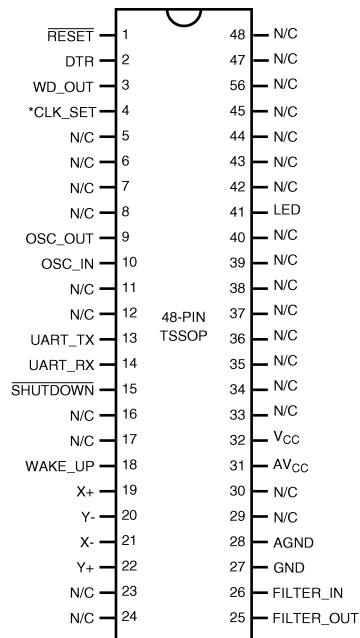 RESET 1 48 N/C
DTR 2 47 N/C
WD_OUT 3 56 N/C
*CLK_SET 4 45 N/C
N/C 5 44 N/C
N/C 6 43 N/C
N/C 7 42 N/C
N/C 8 41 LED
OSC_OUT 9 40 N/C
OSC_IN 10 39 N/C
N/C 11 38 N/C
N/C 12 37 N/C
48-PIN
TSSOP
UART_TX 13 36 N/C
UART_RX 14 35 N/C
SHUTDOWN 15 34 N/C
N/C 16 33 N/C
N/C 17 32 VCC
WAKE_UP 18 31 AVCC
X+ 19 30 N/C
Y- 20 29 N/C
X- 21 28 AGND
Y+ 22 27 GND
N/C 23 26 FILTER_IN
N/C 24 25 FILTER_OUT